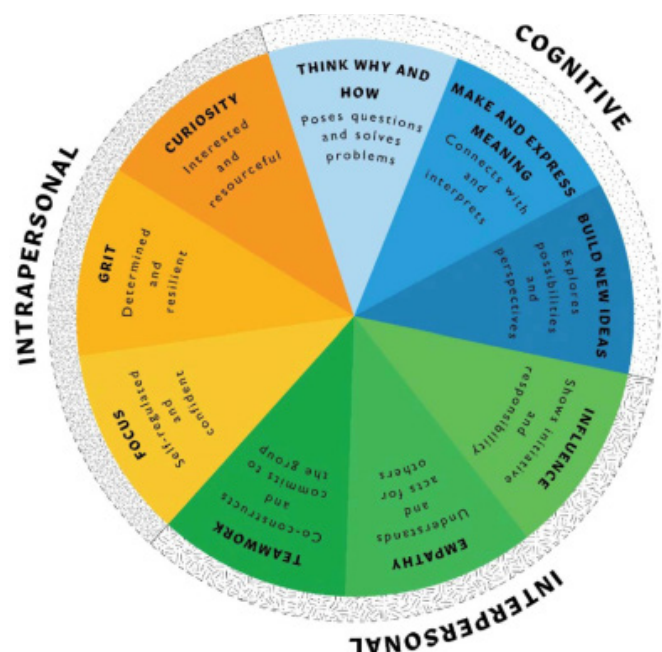 COGNITIVE
THINK WHY AND
HOW
Poses questions
and solves
problems
MAKE AND EXPRESS
MEANING
Connects with
and
interprets
BUILD NEW IDEAS
Explores
possibilities
and
perspectives
INTERPERSONAL
INFLUENCE
Shows initiative
and
responsibility
EMPATHY
Understands
and
acts for
others
TEAMWORK
Co-constructs
and
commits to
the group
INTRAPERSONAL
FOCUS
Self-regulated
and
confident
GRIT
Determined
and
resilient
CURIOSITY
Interested
and
resourceful